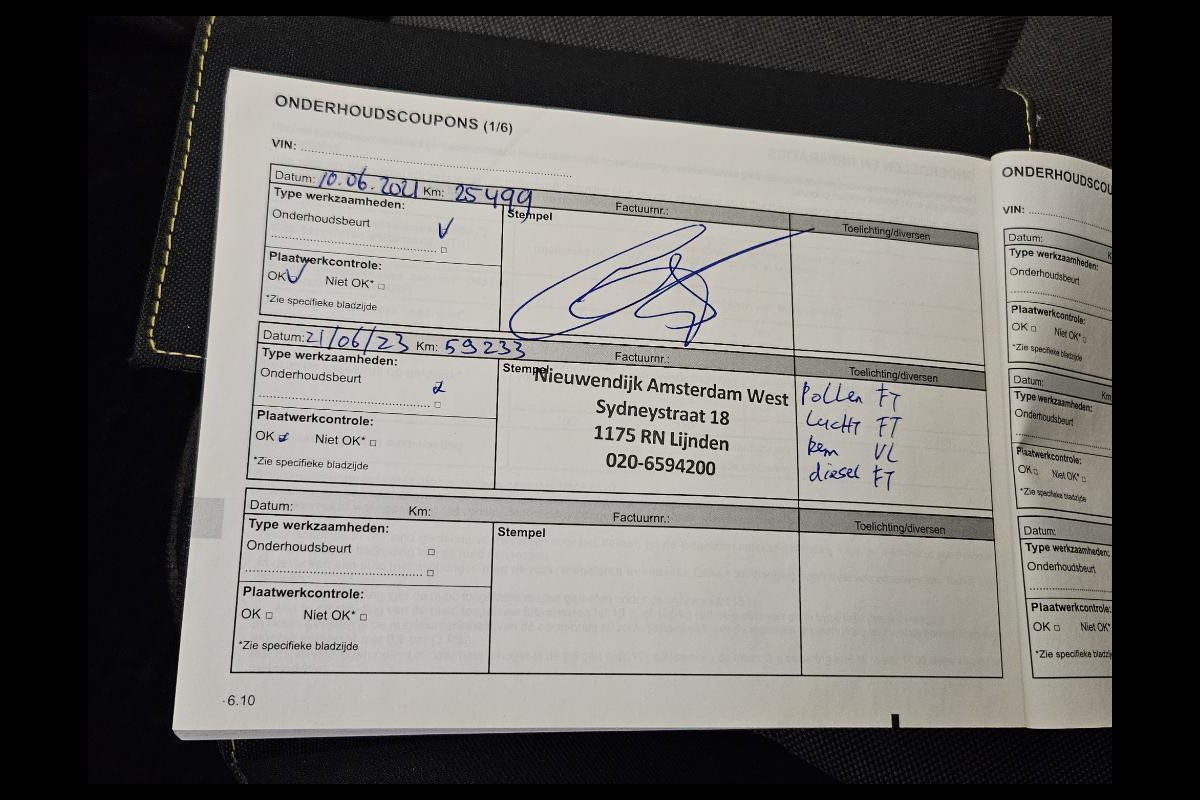 ONDERHOUDSCOUPONS (1/6)
VIN:
Datum: 10.06.2021 Km: 25499 Factuurnr.:
Type werkzaamheden:
Onderhoudsbeurt
Stempel
Toelichting/diversen
Plaatwerkcontrole:
OK Niet OK*
*Zie specifieke bladzijde
Datum: 21/06/23 Km: 59233 Factuurnr.:
Type werkzaamheden:
Onderhoudsbeurt
Plaatwerkcontrole:
OK Niet OK*
*Zie specifieke bladzijde
Stempel
Nieuwendijk Amsterdam West
Sydneystraat 18
1175 RN Lijnden
020-6594200
Toelichting/diversen
Pollen FT
Lucht FT
Rem VL
diesel FT
Datum: Km: Factuurnr.:
Type werkzaamheden:
Onderhoudsbeurt
Plaatwerkcontrole:
OK Niet OK*
*Zie specifieke bladzijde
Stempel
Toelichting/diversen
6.10
ONDERHOUDSCOU
VIN:
Datum: K
Type werkzaamheden:
Onderhoudsbeurt
Plaatwerkcontrole:
OK Niet OK*
*Zie specifieke bladzijde
Datum: Km
Type werkzaamheden:
Onderhoudsbeurt
Plaatwerkcontrole:
OK Niet OK*
*Zie specifieke bladzijde
Datum:
Type werkzaamheden:
Onderhoudsbeurt
Plaatwerkcontrole:
OK Niet OK*
*Zie specifieke bladzij